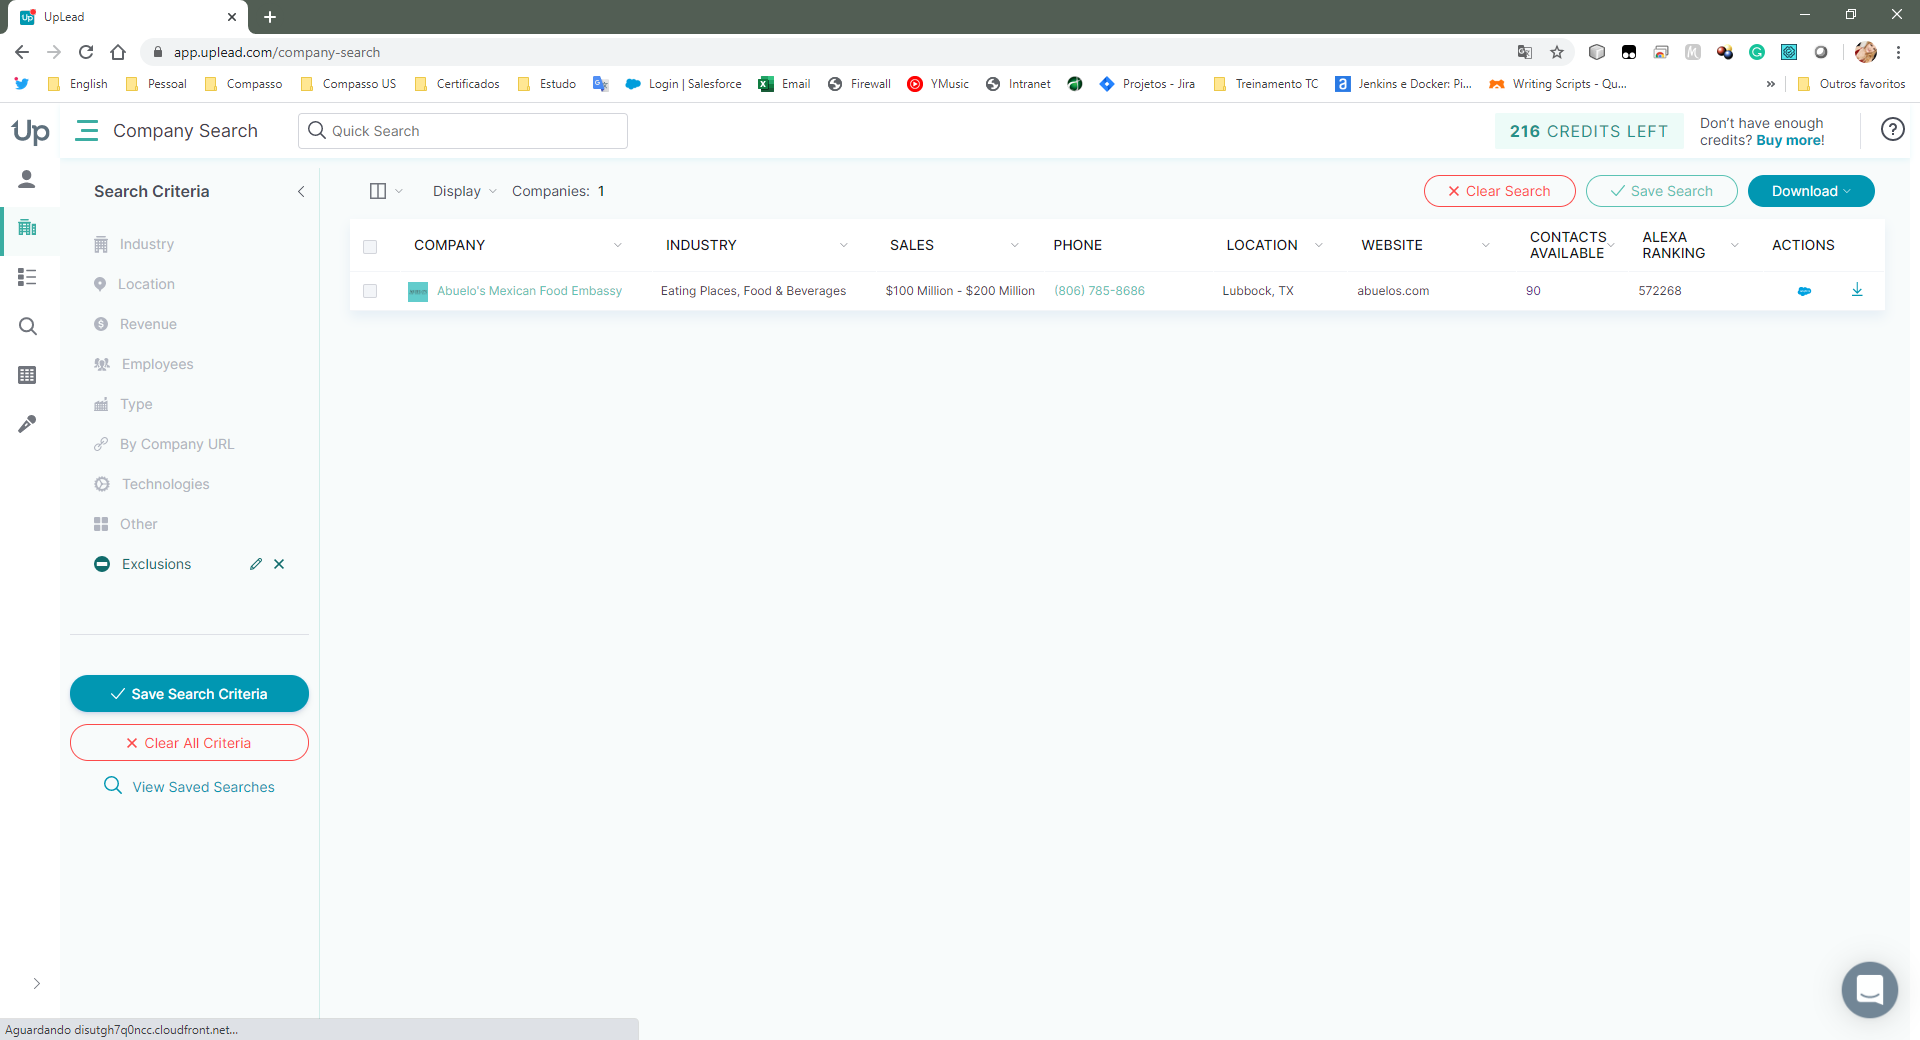 UpLead
app.uplead.com/company-search
English
Pessoal
Compasso
Compasso US
Certificados
Estudo
Login | Salesforce
Email
Firewall
YMusic
Intranet
Projetos - Jira
Treinamento TC
Jenkins e Docker: Pi...
Writing Scripts - Qu...
»
Outros favoritos
Up
Company Search
Quick Search
216 CREDITS LEFT
Don't have enough
credits? Buy more!
Search Criteria
Industry
Location
Revenue
Employees
Type
By Company URL
Technologies
Other
Exclusions
Save Search Criteria
Clear All Criteria
View Saved Searches
Display
Companies: 1
Clear Search
Save Search
Download
COMPANY
INDUSTRY
SALES
PHONE
LOCATION
WEBSITE
CONTACTS
AVAILABLE
ALEXA
RANKING
ACTIONS
Abuelo's Mexican Food Embassy
Eating Places, Food & Beverages
$100 Million - $200 Million
(806) 785-8686
Lubbock, TX
abuelos.com
90
572268
Aguardando disutgh7q0ncc.cloudfront.net...